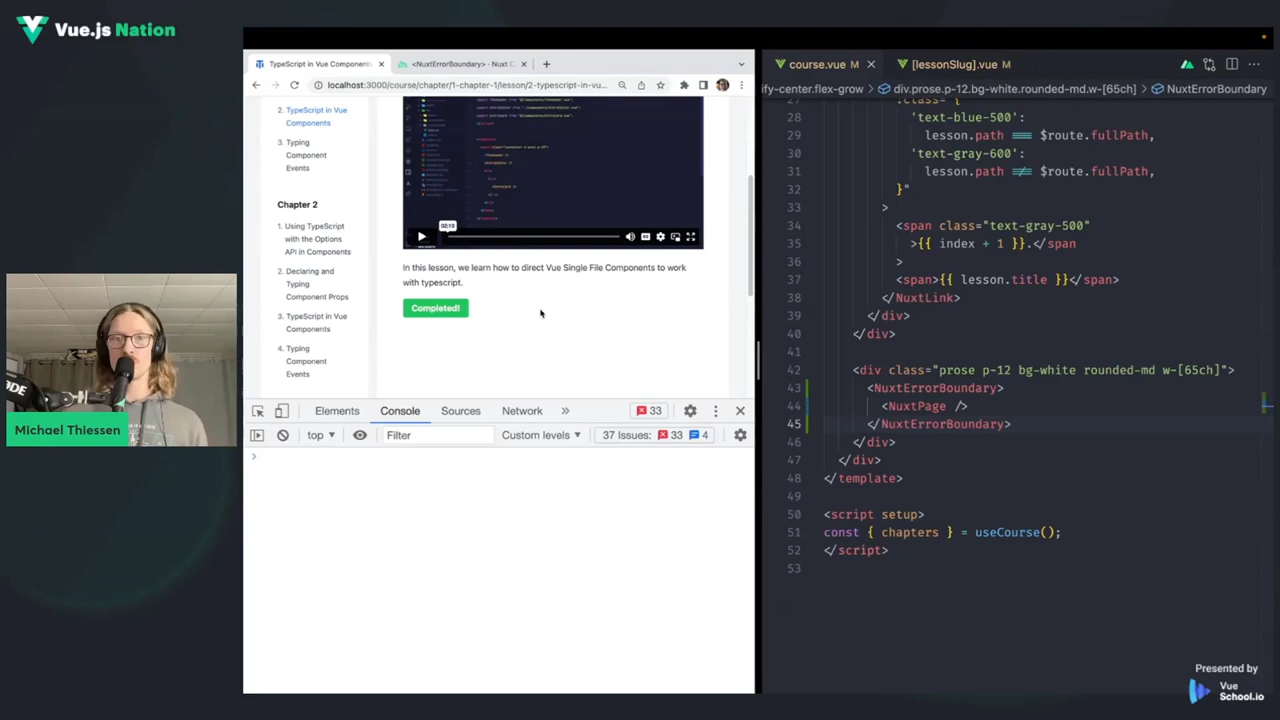 Vue.js Nation
TypeScript in Vue Component
<NuxtErrorBoundary> · Nuxt C
localhost:3000/course/chapter/1-chapter-1/lesson/2-typescript-in-vu...
2. TypeScript in Vue
Components
3. Typing
Component
Events
Chapter 2
1. Using TypeScript
with the Options
API in Components
2. Declaring and
Typing
Component Props
3. TypeScript in Vue
Components
4. Typing
Component
Events
02:10
In this lesson, we learn how to direct Vue Single File Components to work
with typescript.
Completed!
Elements Console Sources Network » 33
top Filter Custom levels 37 Issues: 33 4
>
course.vue M [lessonSlug].vue M
ify-center.flex-grow > div.prose.p-12.bg-white.rounded-md.w-[65ch] > NuxtErrorBoundary
:class="{
'text-blue-500':
30 lesson.path === $route.fullPath,
'text-gray-600':
31 lesson.path !== $route.fullPath,
32 }"
33 >
34 <span class="text-gray-500"
35 >{{ index + 1 }}.</span
36 >
37 <span>{{ lesson.title }}</span>
38 </NuxtLink>
39 </div>
40 </div>
41
42 <div class="prose p-12 bg-white rounded-md w-[65ch]">
43 <NuxtErrorBoundary>
44 <NuxtPage />
45 </NuxtErrorBoundary>
46 </div>
47 </div>
48 </template>
49
50 <script setup>
51 const { chapters } = useCourse();
52 </script>
53
Michael Thiessen
Presented by
Vue
School.io